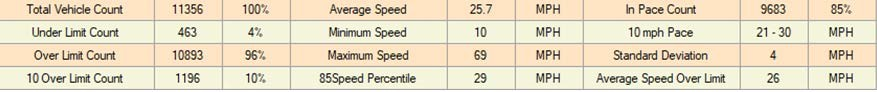 Total Vehicle Count 11356 100% Average Speed 25.7 MPH In Pace Count 9683 85%
Under Limit Count 463 4% Minimum Speed 10 MPH 10 mph Pace 21 - 30 MPH
Over Limit Count 10893 96% Maximum Speed 69 MPH Standard Deviation 4 MPH
10 Over Limit Count 1196 10% 85Speed Percentile 29 MPH Average Speed Over Limit 26 MPH